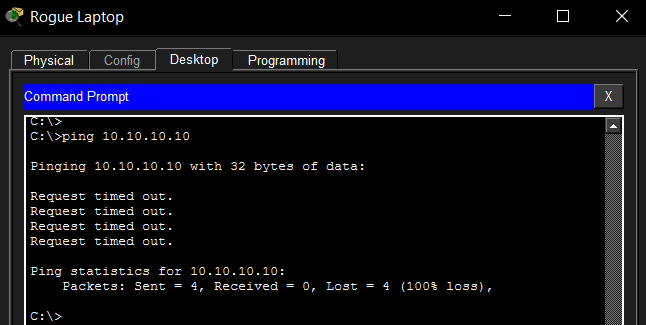 Rogue Laptop
Physical Config Desktop Programming
Command Prompt X
C:\>
C:\>ping 10.10.10.10
Pinging 10.10.10.10 with 32 bytes of data:
Request timed out.
Request timed out.
Request timed out.
Request timed out.
Ping statistics for 10.10.10.10:
Packets: Sent = 4, Received = 0, Lost = 4 (100% loss),
C:\>